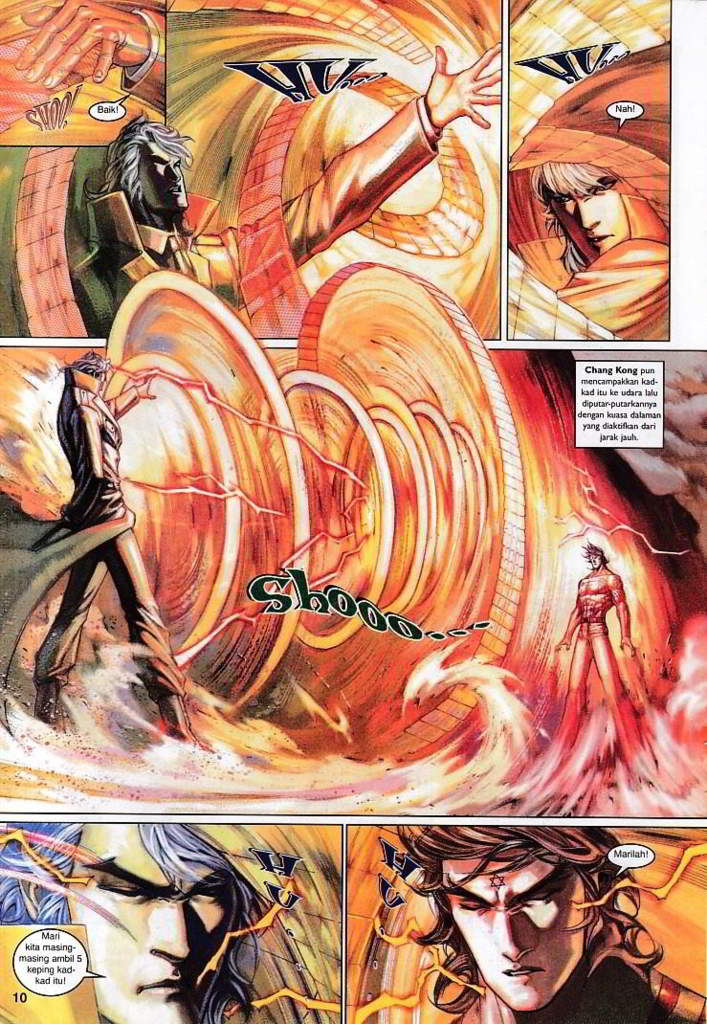 SHOO!
Baik!
HU...
HU...
Nah!
Chang Kong pun
mencampakkan kad-
kad itu ke udara lalu
diputar-putarkannya
dengan kuasa dalaman
yang diaktifkan dari
jarak jauh.
Shooo...
Mari
kita masing-
masing ambil 5
keping kad-
kad itu!
HU...
HU...
Marilah!
10